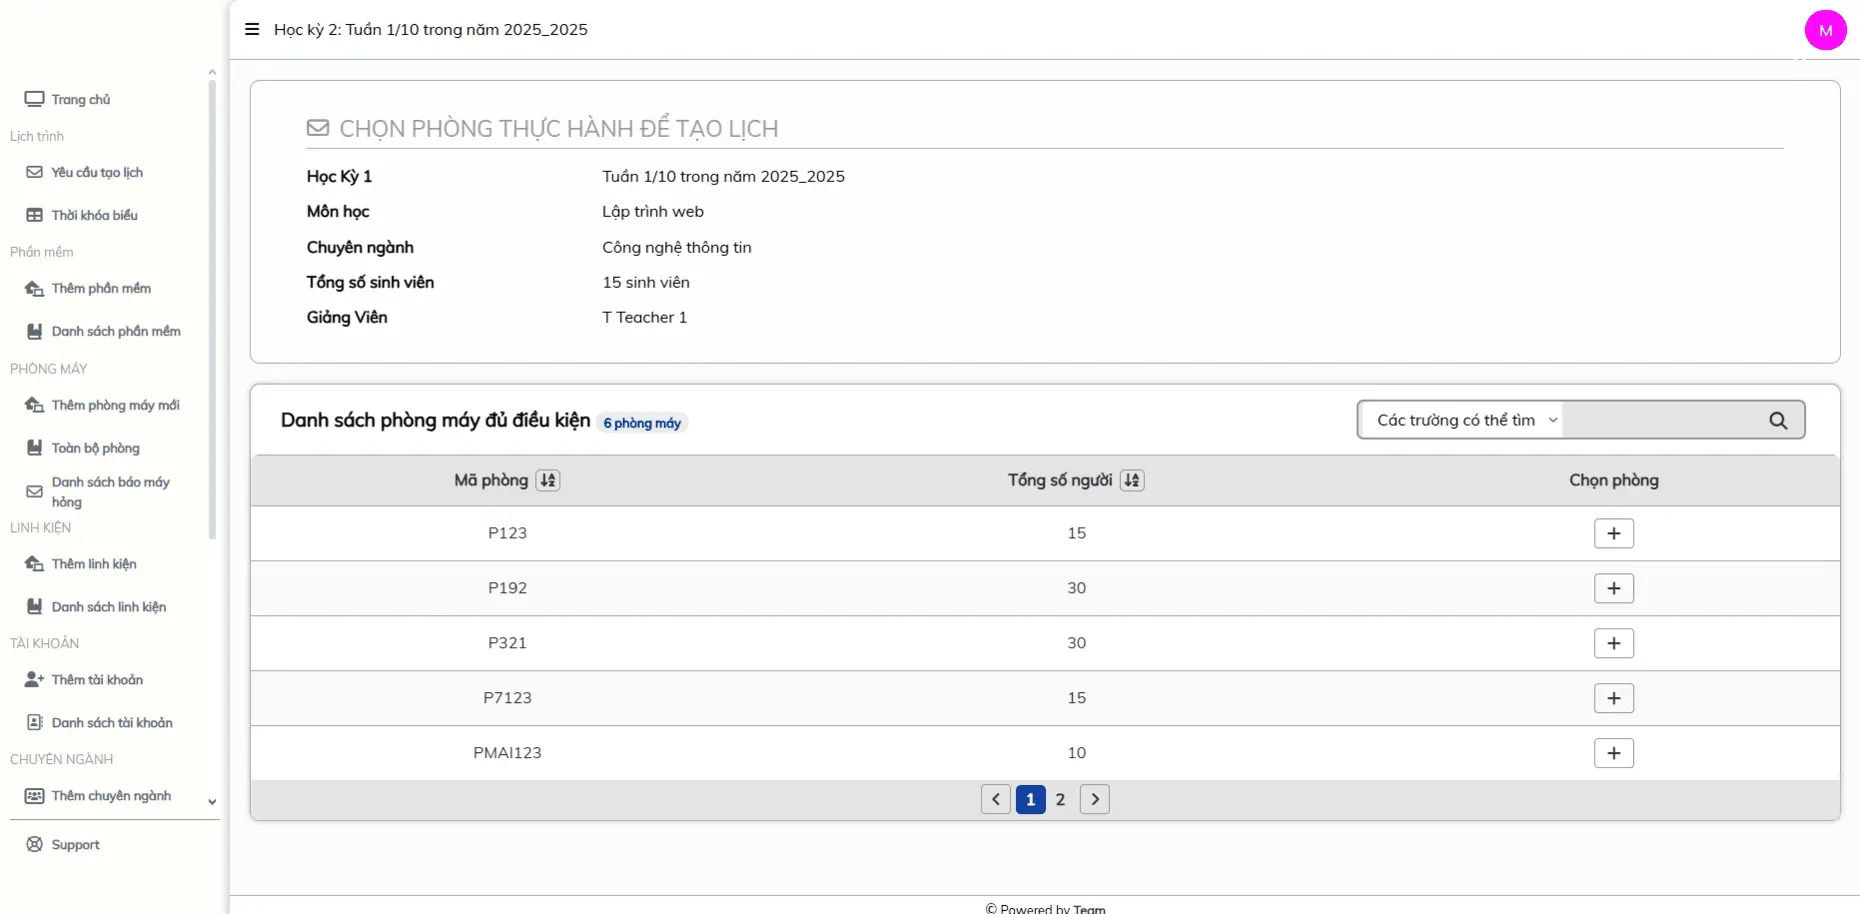 Học kỳ 2: Tuần 1/10 trong năm 2025_2025
M
Trang chủ
Lịch trình
Yêu cầu tạo lịch
Thời khóa biểu
Phần mềm
Thêm phần mềm
Danh sách phần mềm
PHÒNG MÁY
Thêm phòng máy mới
Toàn bộ phòng
Danh sách báo máy
hỏng
LINH KIỆN
Thêm linh kiện
Danh sách linh kiện
TÀI KHOẢN
Thêm tài khoản
Danh sách tài khoản
CHUYÊN NGÀNH
Thêm chuyên ngành
Support
CHỌN PHÒNG THỰC HÀNH ĐỂ TẠO LỊCH
Học Kỳ 1 Tuần 1/10 trong năm 2025_2025
Môn học Lập trình web
Chuyên ngành Công nghệ thông tin
Tổng số sinh viên 15 sinh viên
Giảng Viên T Teacher 1
Danh sách phòng máy đủ điều kiện 6 phòng máy
Các trường có thể tìm
Mã phòng Tổng số người Chọn phòng
P123 15 +
P192 30 +
P321 30 +
P7123 15 +
PMAI123 10 +
1 2
© Powered by Team